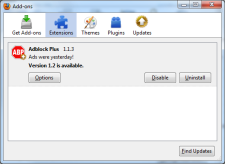 Add-ons
Get Add-ons Extensions Themes Plugins Updates
ABP Adblock Plus 1.1.3
Ads were yesterday!
Version 1.2 is available.
Options Disable Uninstall
Find Updates